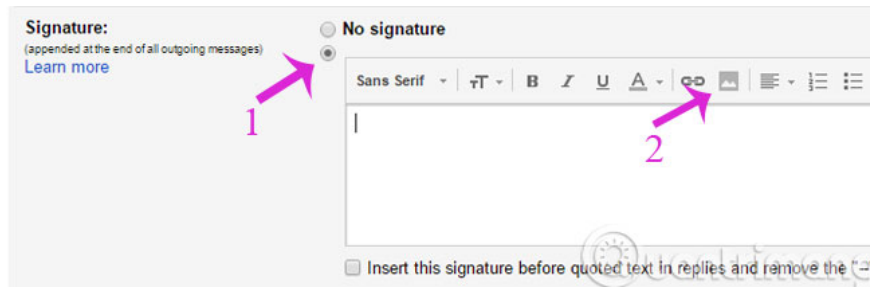 Signature:
(appended at the end of all outgoing messages)
Learn more
No signature
Sans Serif
T T B I U A
1
2
Insert this signature before quoted text in replies and remove the "--
Quantrimang